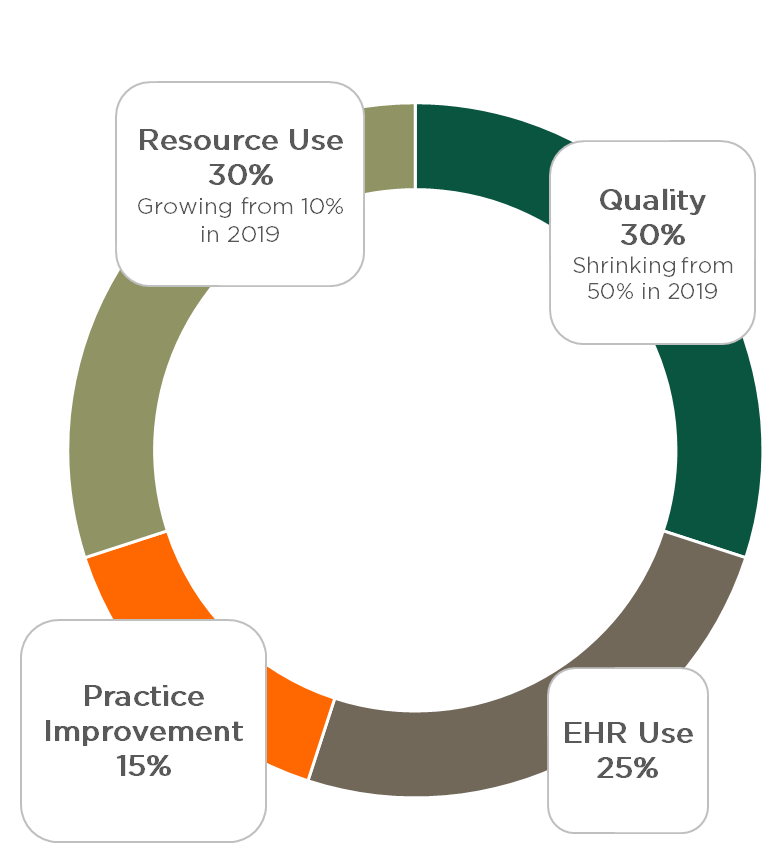 Resource Use
30%
Growing from 10%
in 2019
Quality
30%
Shrinking from
50% in 2019
Practice
Improvement
15%
EHR Use
25%